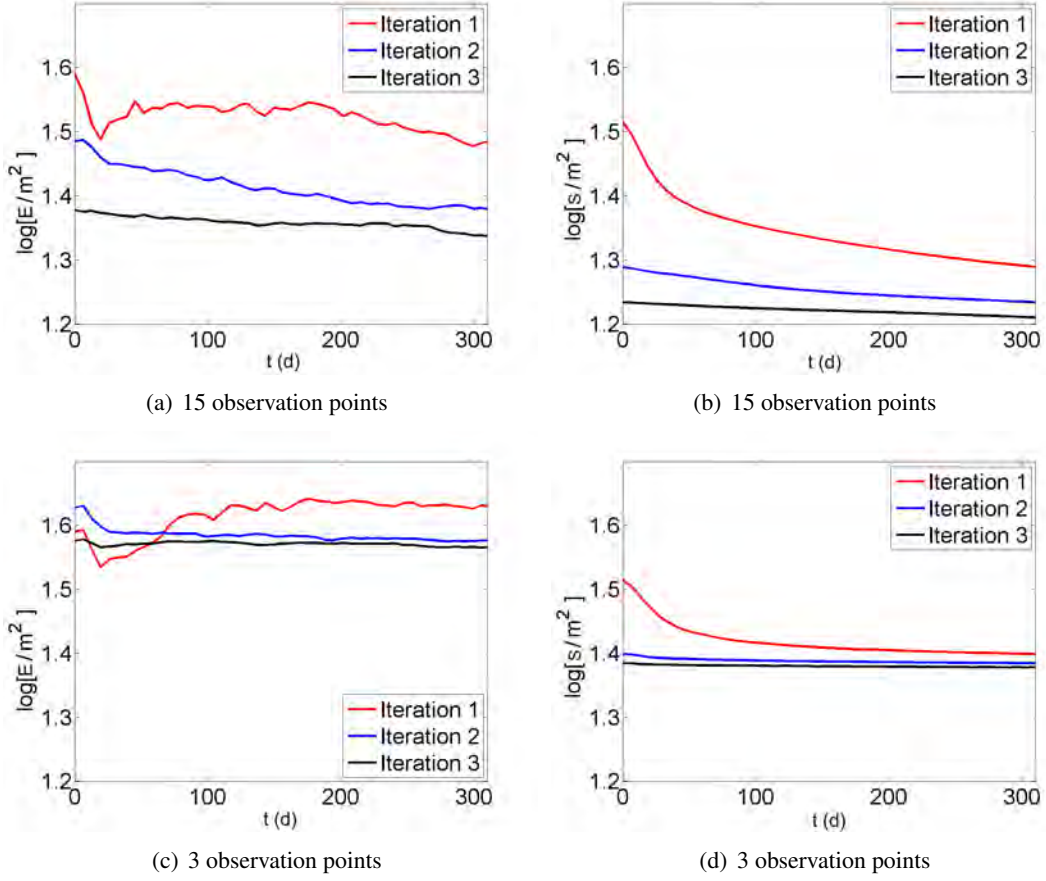 Iteration 1
Iteration 2
Iteration 3
1.6
1.5
1.4
1.3
1.2
log[E/m²]
0 100 200 300
t (d)
(a) 15 observation points
Iteration 1
Iteration 2
Iteration 3
1.6
1.5
1.4
1.3
1.2
log[s/m²]
0 100 200 300
t (d)
(b) 15 observation points
1.6
1.5
1.4
1.3
1.2
log[E/m²]
Iteration 1
Iteration 2
Iteration 3
0 100 200 300
t (d)
(c) 3 observation points
Iteration 1
Iteration 2
Iteration 3
1.6
1.5
1.4
1.3
1.2
log[s/m²]
0 100 200 300
t (d)
(d) 3 observation points